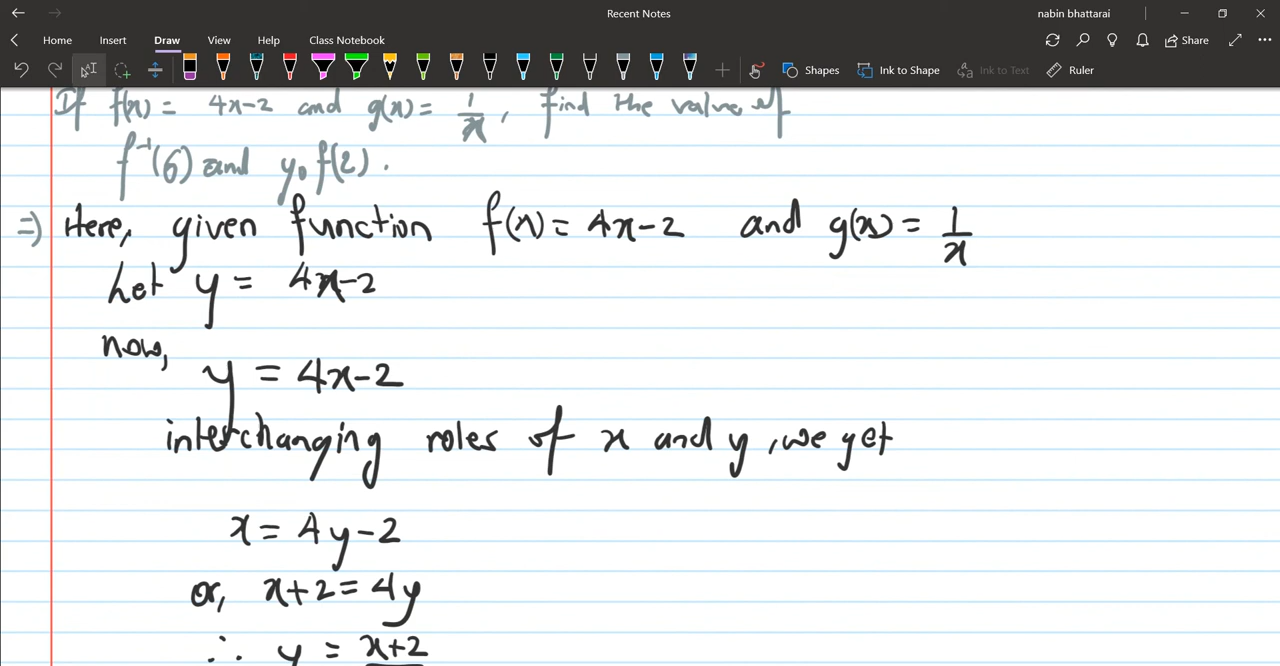 Recent Notes
nabin bhattarai
Home Insert Draw View Help Class Notebook
Share
Shapes Ink to Shape Ink to Text Ruler
If f(x) = 4x-2 and g(x) = 1/x, find the value of
f⁻¹(6) and y₀f(2).
⇒) Here, given function f(x) = 4x-2 and g(x) = 1/x
Let y = 4x-2
now,
y = 4x-2
interchanging roles of x and y, we get
x = 4y-2
or, x+2 = 4y
∴ y = x+2